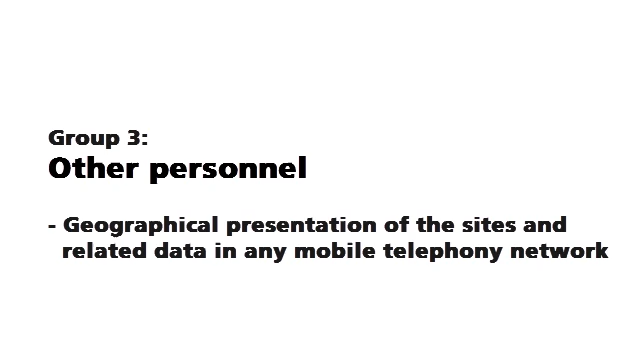 Group 3:
Other personnel
- Geographical presentation of the sites and
related data in any mobile telephony network